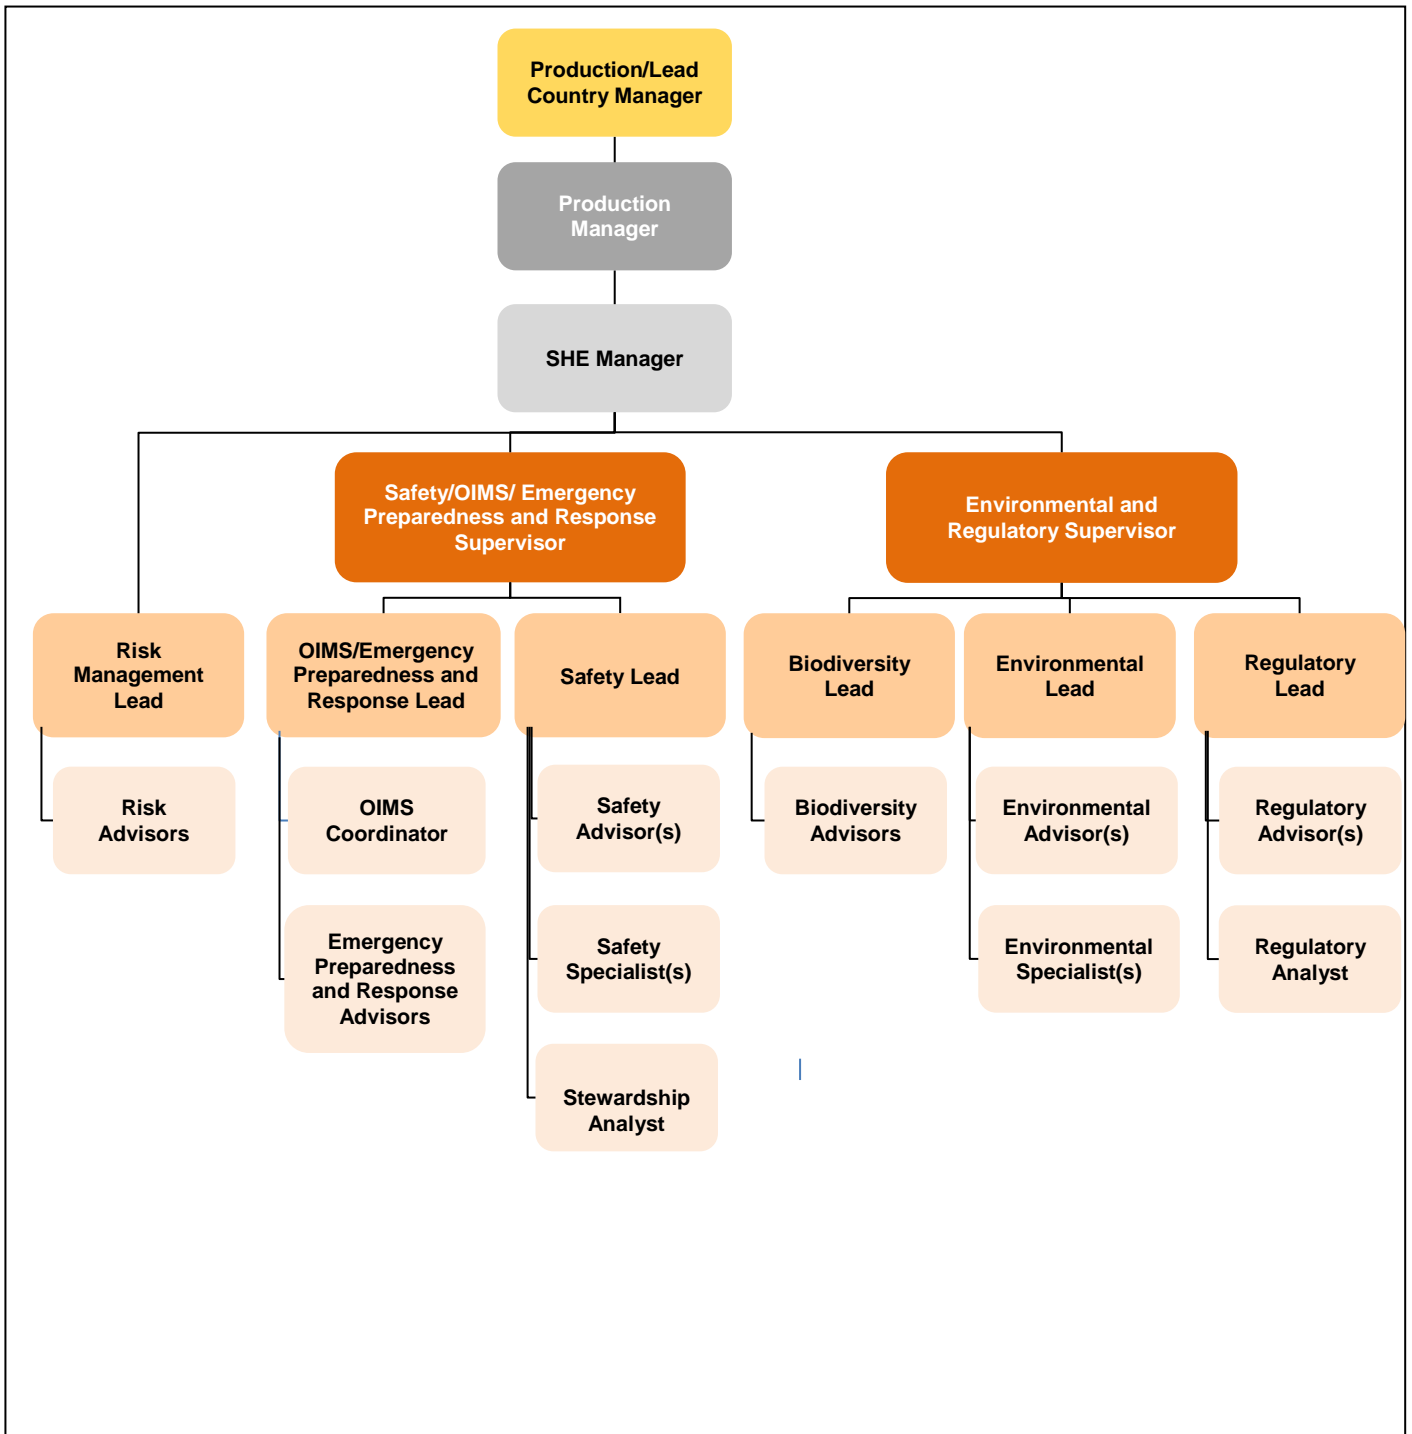 Production/Lead
Country Manager
Production
Manager
SHE Manager
Safety/OIMS/ Emergency
Preparedness and Response
Supervisor
Environmental and
Regulatory Supervisor
Risk
Management
Lead
OIMS/Emergency
Preparedness and
Response Lead
Safety Lead
Biodiversity
Lead
Environmental
Lead
Regulatory
Lead
Risk
Advisors
OIMS
Coordinator
Safety
Advisor(s)
Biodiversity
Advisors
Environmental
Advisor(s)
Regulatory
Advisor(s)
Emergency
Preparedness
and Response
Advisors
Safety
Specialist(s)
Environmental
Specialist(s)
Regulatory
Analyst
Stewardship
Analyst